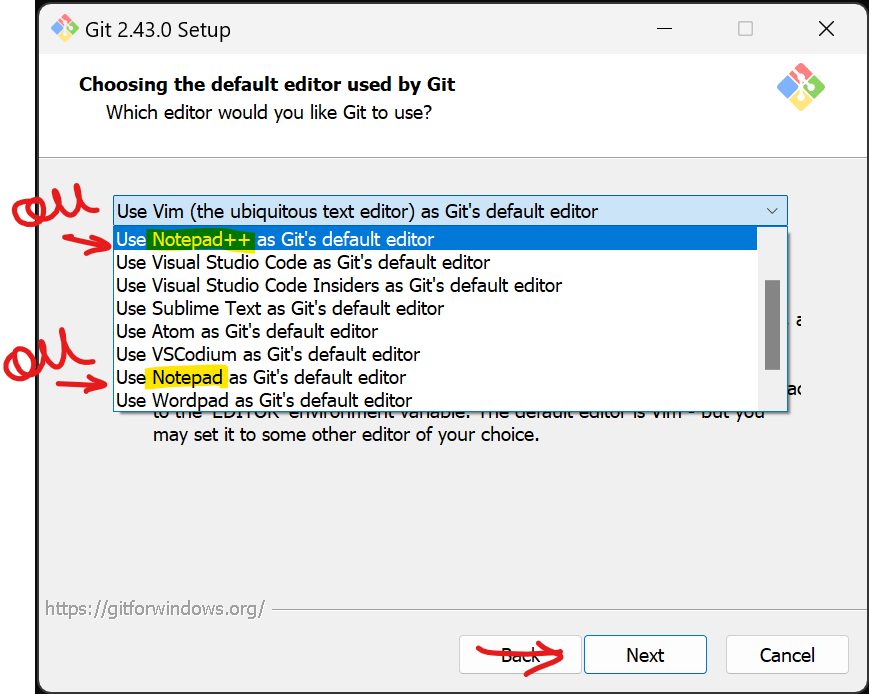 Git 2.43.0 Setup
Choosing the default editor used by Git
Which editor would you like Git to use?
ou
Use Vim (the ubiquitous text editor) as Git's default editor
Use Notepad++ as Git's default editor
Use Visual Studio Code as Git's default editor
Use Visual Studio Code Insiders as Git's default editor
Use Sublime Text as Git's default editor
Use Atom as Git's default editor
Use VSCodium as Git's default editor
ou
Use Notepad as Git's default editor
Use Wordpad as Git's default editor
to the 'EDITOR' environment variable. The default editor is Vim - but you
may set it to some other editor of your choice.
https://gitforwindows.org/
Back
Next
Cancel